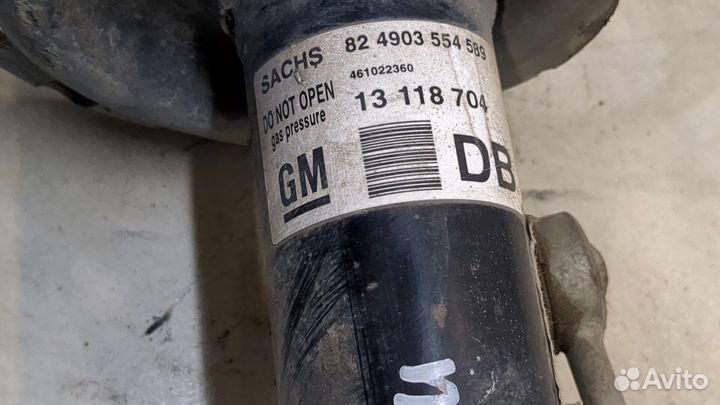 SACHS 82 4903 554 589
461022360
DO NOT OPEN
gas pressure
13 118 704
GM
DB
Avito